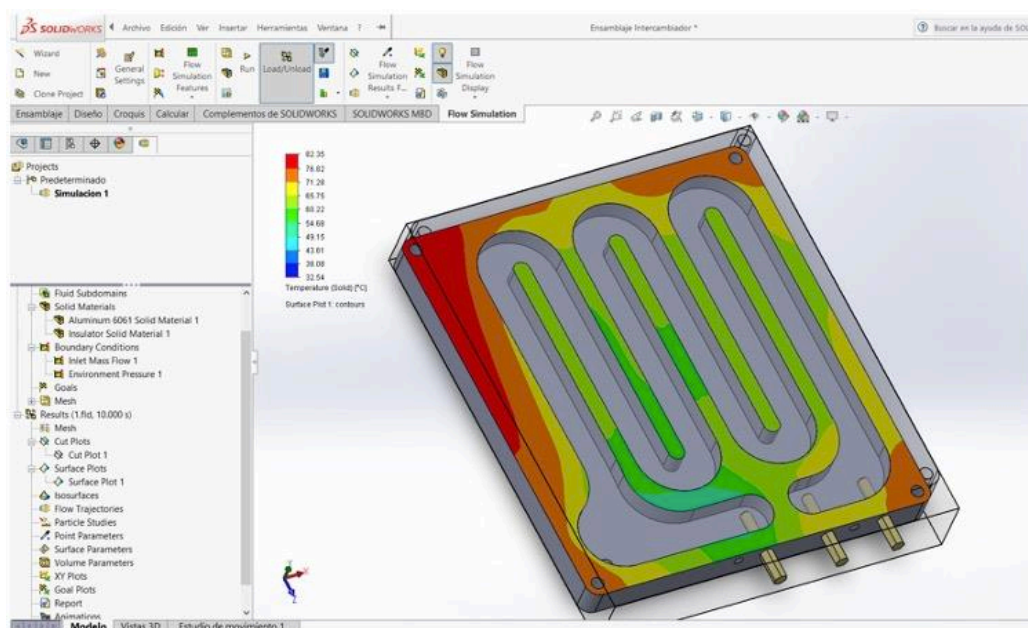 SOLIDWORKS Archivo Edición Ver Insertar Herramientas Ventana ?
Ensamblaje Intercambiador *
Buscar en la ayuda de SOL
Wizard
New
Clone Project
General Settings
Flow Simulation Features
Run
Load/Unload
Flow Simulation Results F...
Flow Simulation Display
Ensamblaje Diseño Croquis Calcular Complementos de SOLIDWORKS SOLIDWORKS MBD Flow Simulation
Projects
Predeterminado
Simulacion 1
Fluid Subdomains
Solid Materials
Aluminum 6061 Solid Material 1
Insulator Solid Material 1
Boundary Conditions
Inlet Mass Flow 1
Environment Pressure 1
Goals
Mesh
Results (1.fld, 10.000 s)
Mesh
Cut Plots
Cut Plot 1
Surface Plots
Surface Plot 1
Isosurfaces
Flow Trajectories
Particle Studies
Point Parameters
Surface Parameters
Volume Parameters
XY Plots
Goal Plots
Report
Animations
82.35
76.82
71.28
65.75
60.22
54.68
49.15
43.61
38.08
32.54
Temperature (Solid) [°C]
Surface Plot 1: contours
Modelo Vistas 3D Estudio de movimiento 1